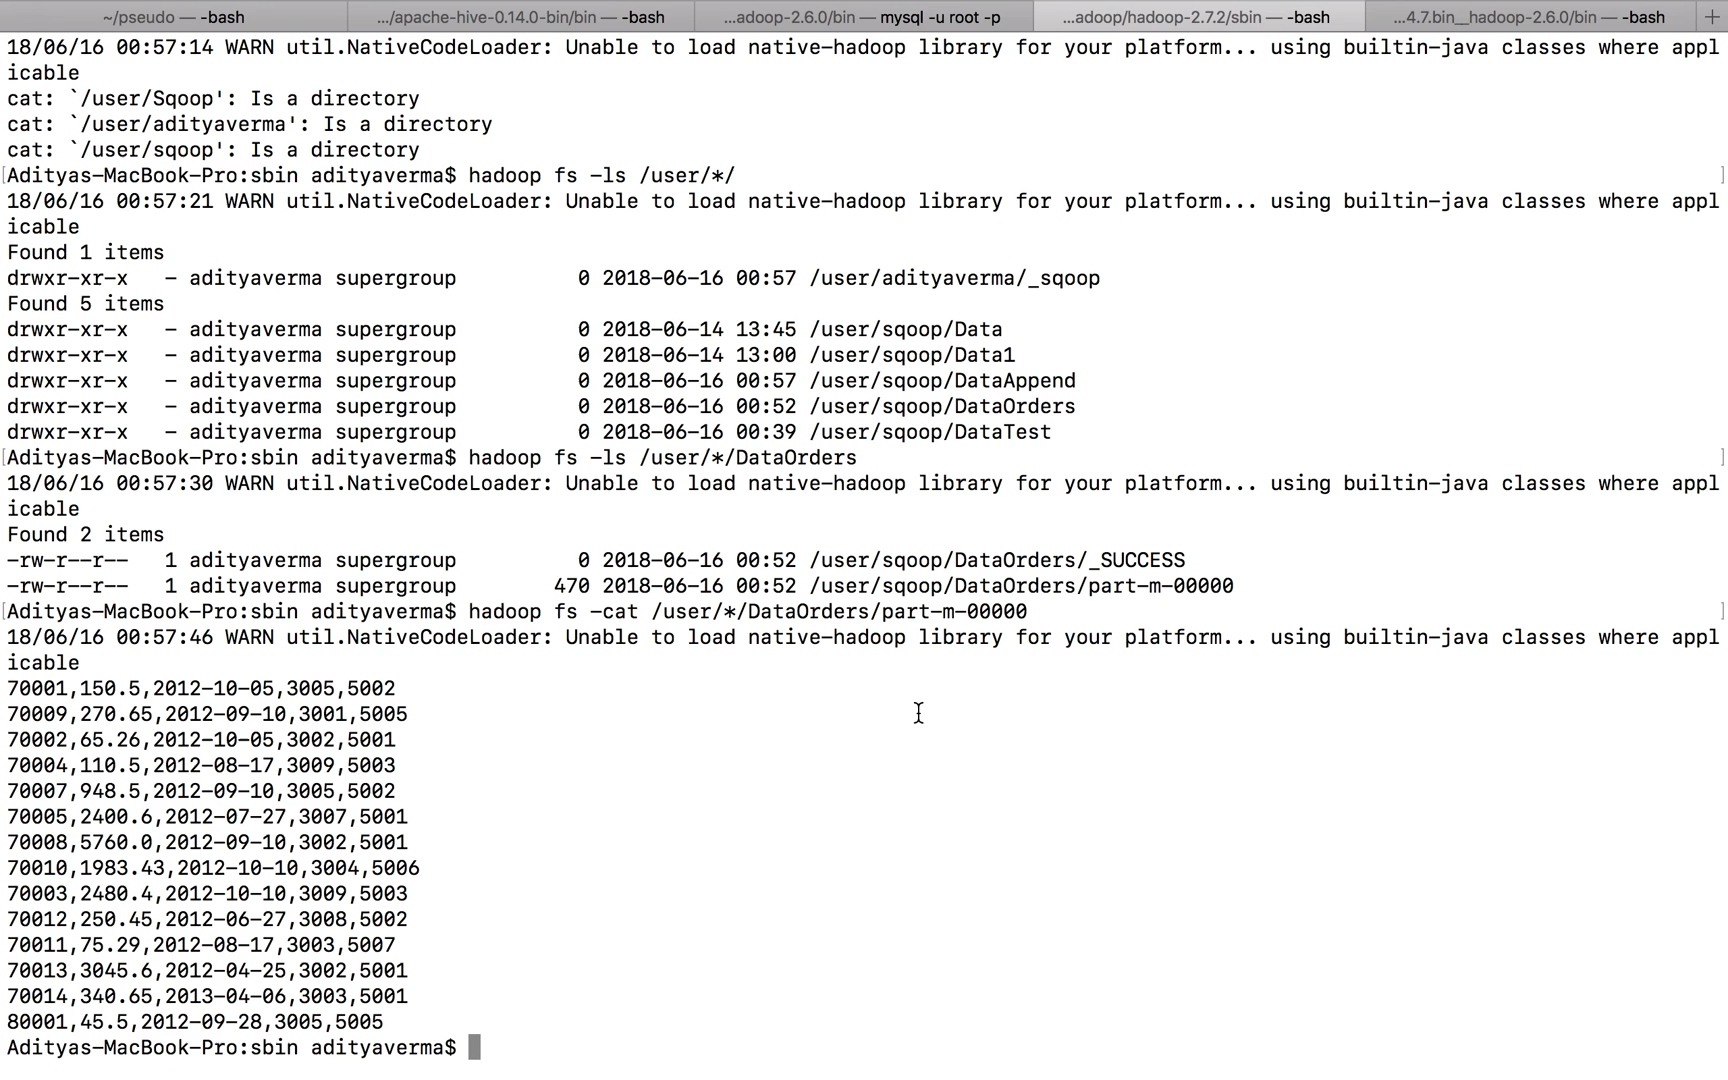 ~/pseudo — -bash
.../apache-hive-0.14.0-bin/bin — -bash
...adoop-2.6.0/bin — mysql -u root -p
...adoop/hadoop-2.7.2/sbin — -bash
...4.7.bin__hadoop-2.6.0/bin — -bash
+
18/06/16 00:57:14 WARN util.NativeCodeLoader: Unable to load native-hadoop library for your platform... using builtin-java classes where appl
icable
cat: `/user/Sqoop': Is a directory
cat: `/user/adityaverma': Is a directory
cat: `/user/sqoop': Is a directory
[Adityas-MacBook-Pro:sbin adityaverma$ hadoop fs -ls /user/*/ ]
18/06/16 00:57:21 WARN util.NativeCodeLoader: Unable to load native-hadoop library for your platform... using builtin-java classes where appl
icable
Found 1 items
drwxr-xr-x   - adityaverma supergroup          0 2018-06-16 00:57 /user/adityaverma/_sqoop
Found 5 items
drwxr-xr-x   - adityaverma supergroup          0 2018-06-14 13:45 /user/sqoop/Data
drwxr-xr-x   - adityaverma supergroup          0 2018-06-14 13:00 /user/sqoop/Data1
drwxr-xr-x   - adityaverma supergroup          0 2018-06-16 00:57 /user/sqoop/DataAppend
drwxr-xr-x   - adityaverma supergroup          0 2018-06-16 00:52 /user/sqoop/DataOrders
drwxr-xr-x   - adityaverma supergroup          0 2018-06-16 00:39 /user/sqoop/DataTest
[Adityas-MacBook-Pro:sbin adityaverma$ hadoop fs -ls /user/*/DataOrders ]
18/06/16 00:57:30 WARN util.NativeCodeLoader: Unable to load native-hadoop library for your platform... using builtin-java classes where appl
icable
Found 2 items
-rw-r--r--   1 adityaverma supergroup          0 2018-06-16 00:52 /user/sqoop/DataOrders/_SUCCESS
-rw-r--r--   1 adityaverma supergroup        470 2018-06-16 00:52 /user/sqoop/DataOrders/part-m-00000
[Adityas-MacBook-Pro:sbin adityaverma$ hadoop fs -cat /user/*/DataOrders/part-m-00000 ]
18/06/16 00:57:46 WARN util.NativeCodeLoader: Unable to load native-hadoop library for your platform... using builtin-java classes where appl
icable
70001,150.5,2012-10-05,3005,5002
70009,270.65,2012-09-10,3001,5005
70002,65.26,2012-10-05,3002,5001
70004,110.5,2012-08-17,3009,5003
70007,948.5,2012-09-10,3005,5002
70005,2400.6,2012-07-27,3007,5001
70008,5760.0,2012-09-10,3002,5001
70010,1983.43,2012-10-10,3004,5006
70003,2480.4,2012-10-10,3009,5003
70012,250.45,2012-06-27,3008,5002
70011,75.29,2012-08-17,3003,5007
70013,3045.6,2012-04-25,3002,5001
70014,340.65,2013-04-06,3003,5001
80001,45.5,2012-09-28,3005,5005
Adityas-MacBook-Pro:sbin adityaverma$